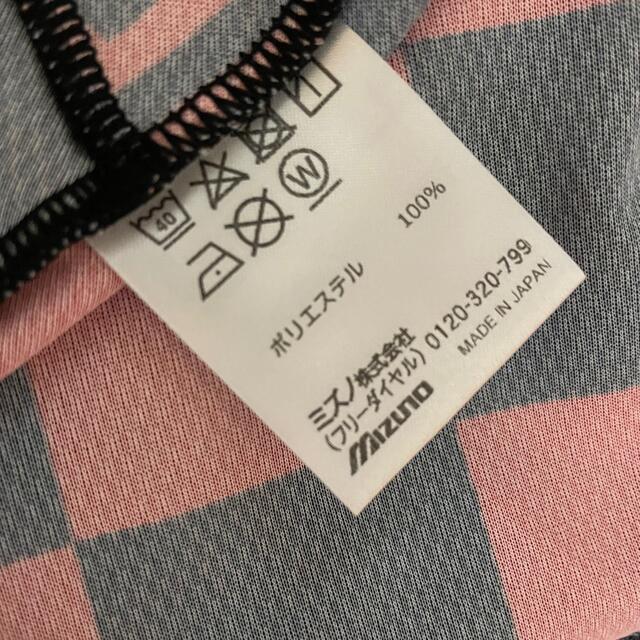 40
W
ポリエステル 100%
ミズノ株式会社
(フリーダイヤル) 0120-320-799
MIZUNO MADE IN JAPAN